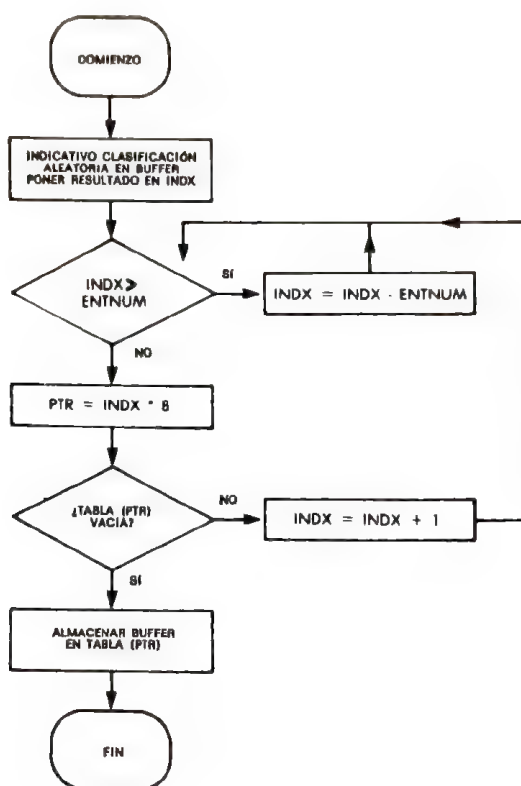 COMIENZO
INDICATIVO CLASIFICACIÓN
ALEATORIA EN BUFFER
PONER RESULTADO EN INDX
INDX ⩾
ENTNUM
SÍ
INDX = INDX - ENTNUM
NO
PTR = INDX * 8
¿TABLA (PTR)
VACIA?
NO
INDX = INDX + 1
SÍ
ALMACENAR BUFFER
EN TABLA (PTR)
FIN